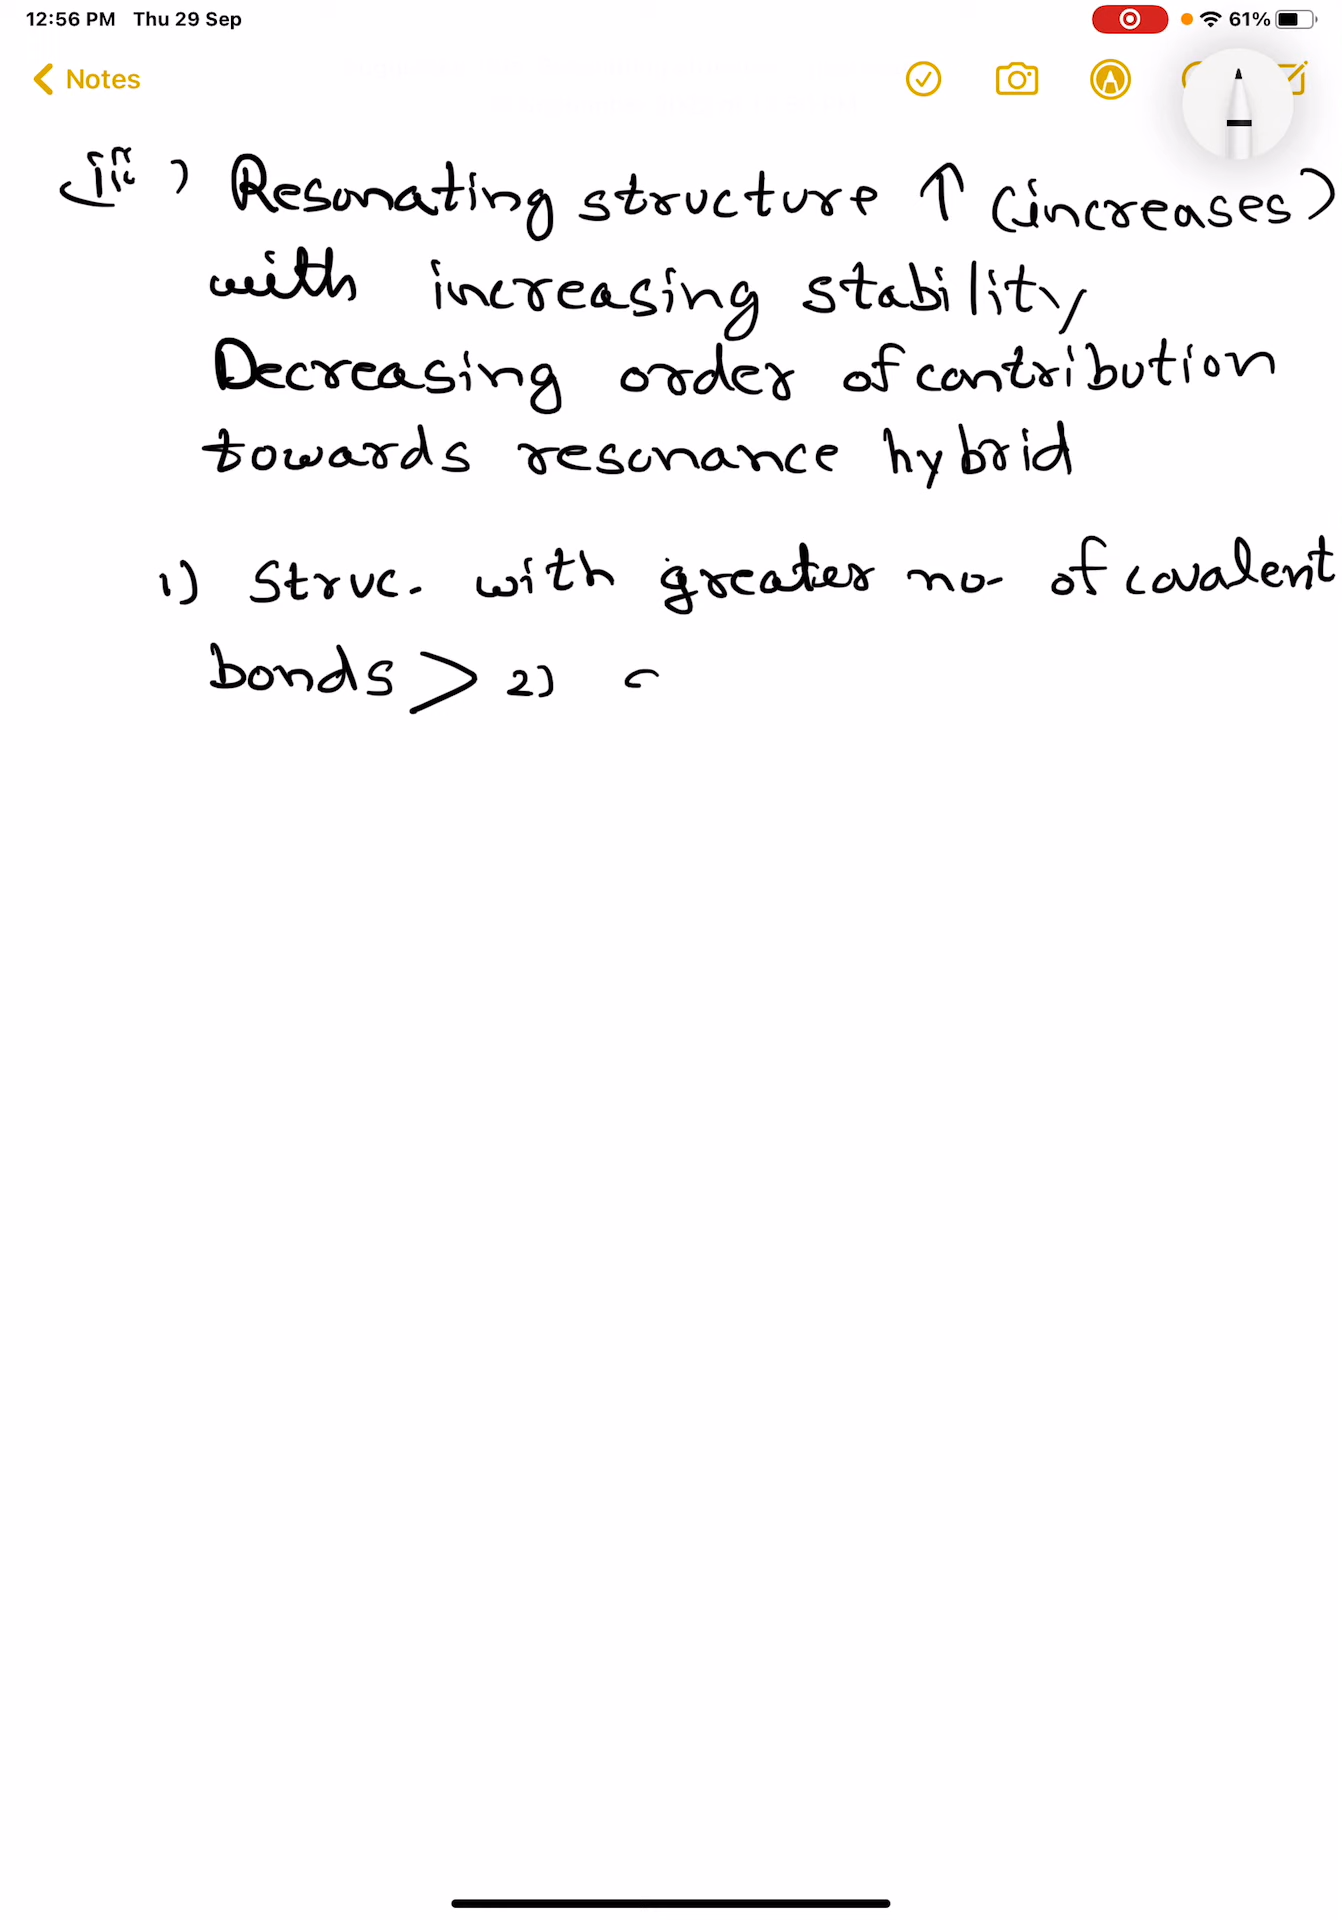 12:56 PM Thu 29 Sep 61%
Notes
iii) Resonating structure ↑ (increases)
with increasing stability
Decreasing order of contribution
towards resonance hybrid
1) Struc. with greater no. of covalent
bonds > 2)